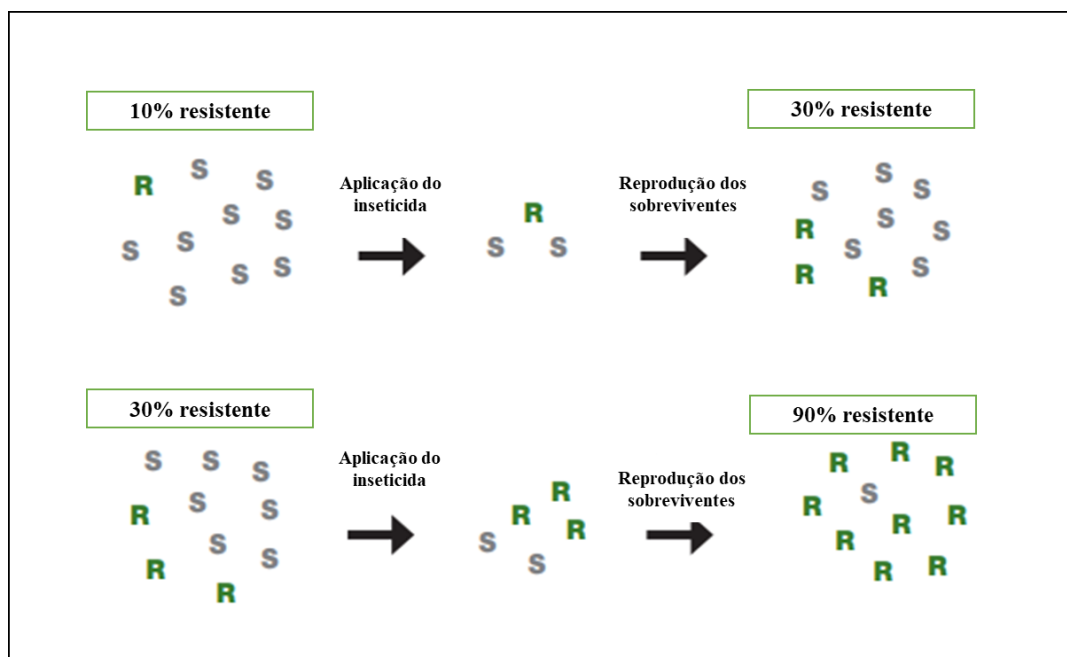 10% resistente
R S S
S S
S S
S S
S
Aplicação do
inseticida
R
S S
Reprodução dos
sobreviventes
30% resistente
S S S
R S S
S S
R R
30% resistente
S S S
R S S
S S
R
R
Aplicação do
inseticida
R
R R
S
S
Reprodução dos
sobreviventes
90% resistente
R R R
S
R R R
R
R R